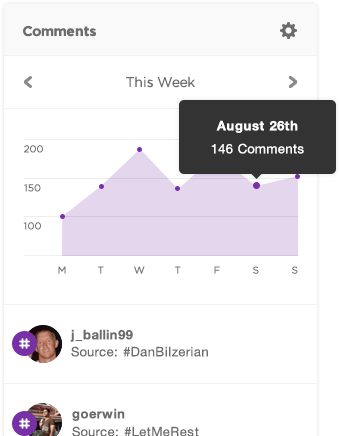 Comments
This Week
August 26th
146 Comments
200
150
100
M T W T F S S
#
j_ballin99
Source: #DanBilzerian
#
goerwin
Source: #LetMeRest